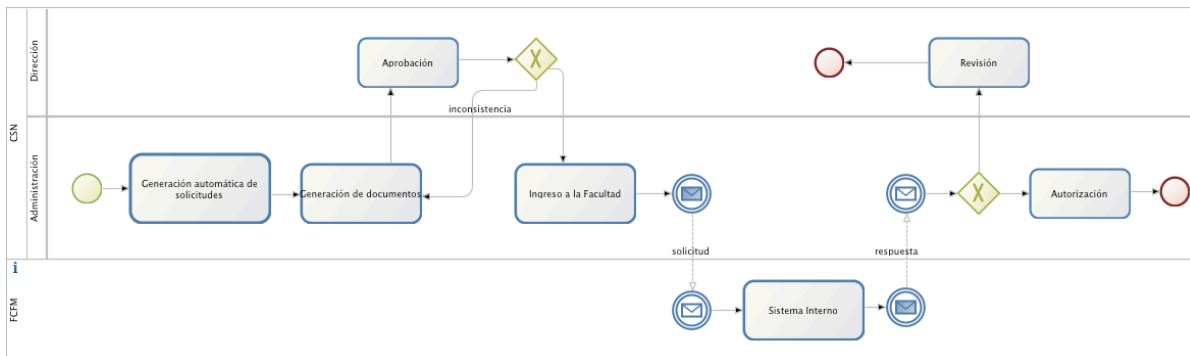 CSN
Dirección
Aprobación
Revisión
inconsistencia
Administración
Generación automática de
solicitudes
Generación de documentos
Ingreso a la Facultad
Autorización
solicitud
respuesta
i
FCFM
Sistema Interno